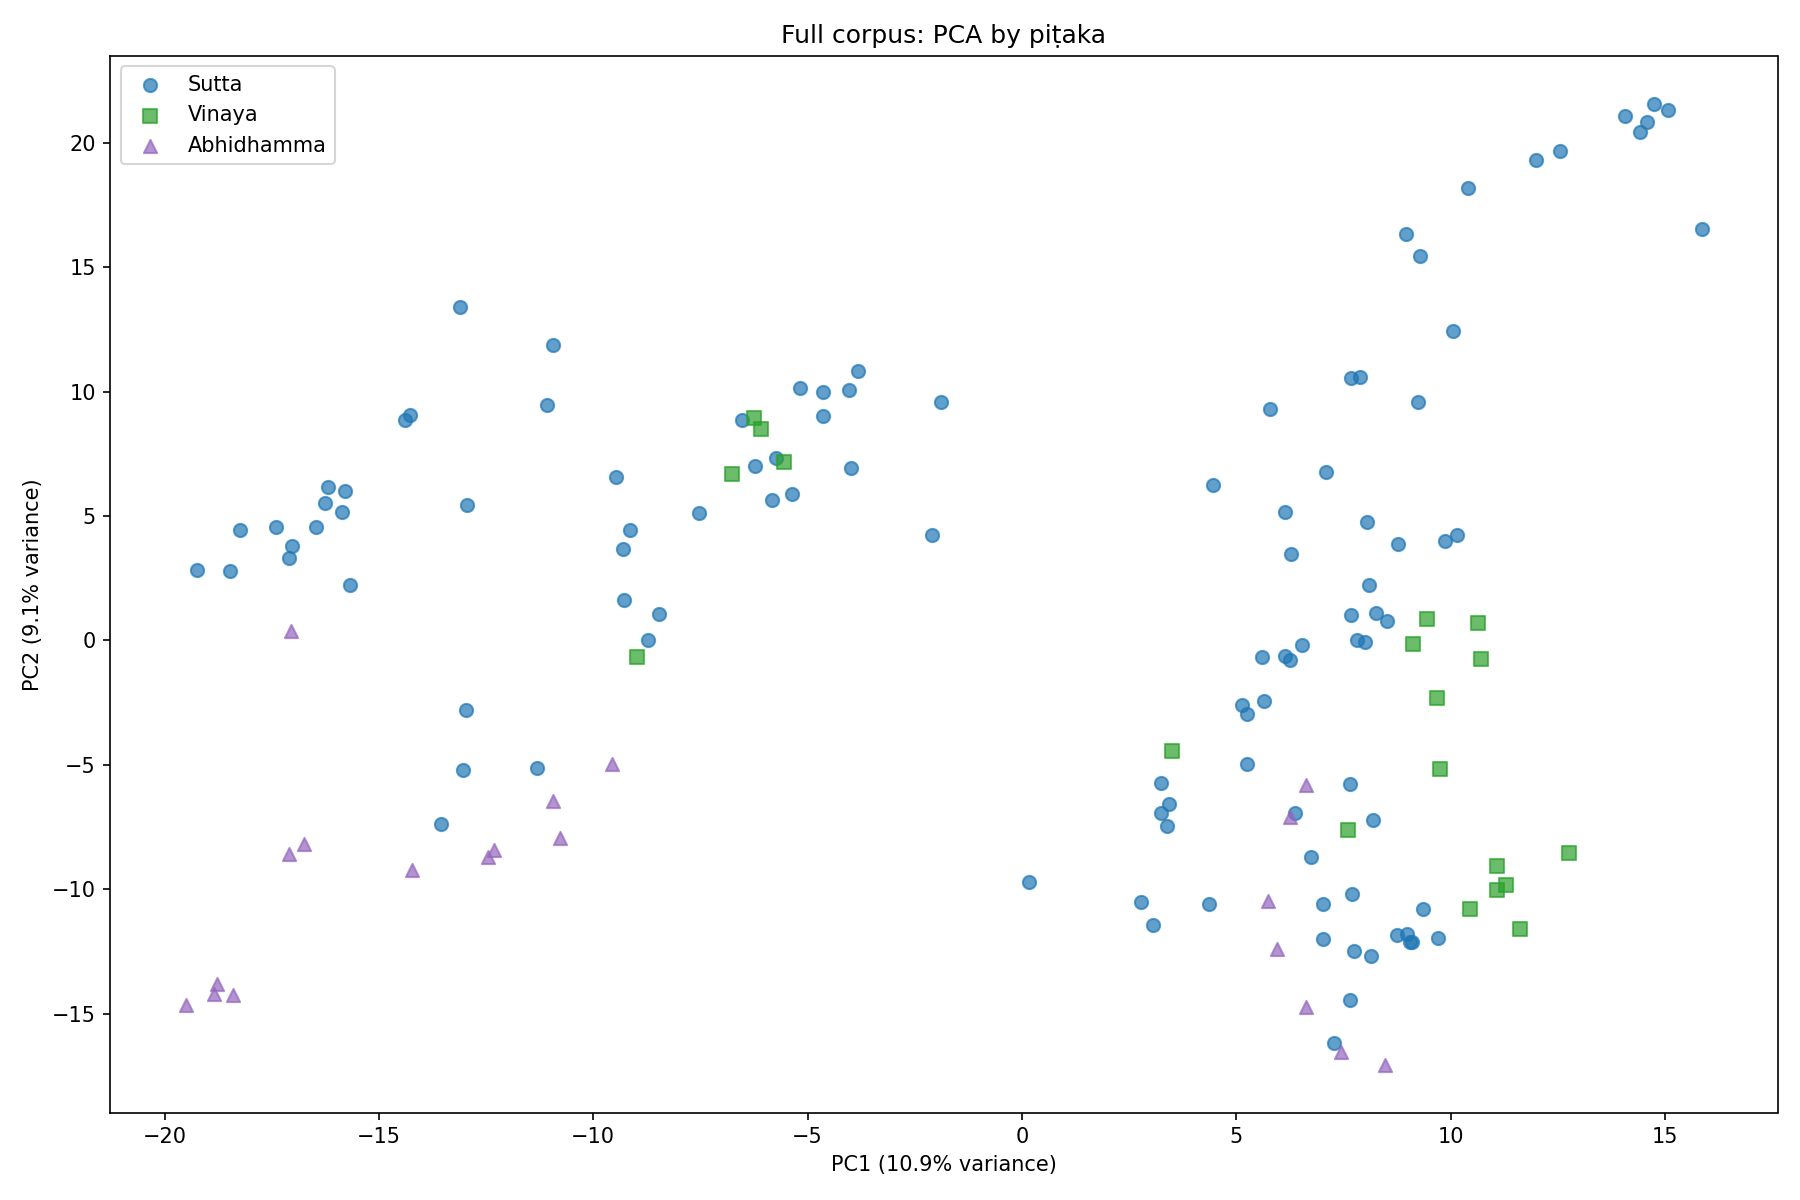 Full corpus: PCA by piṭaka
Sutta
Vinaya
Abhidhamma
20
15
10
5
0
−5
−10
−15
PC2 (9.1% variance)
−20
−15
−10
−5
0
5
10
15
PC1 (10.9% variance)